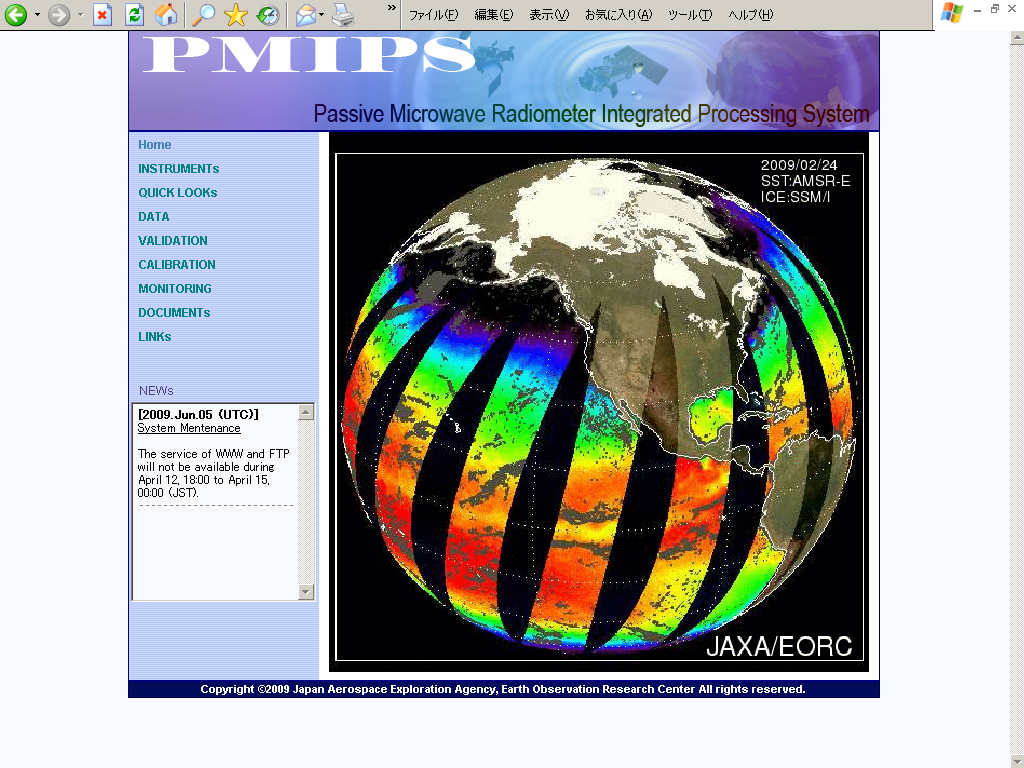 ファイル(F) 編集(E) 表示(V) お気に入り(A) ツール(T) ヘルプ(H)
PMIPS
Passive Microwave Radiometer Integrated Processing System
Home
INSTRUMENTs
QUICK LOOKs
DATA
VALIDATION
CALIBRATION
MONITORING
DOCUMENTs
LINKs
NEWs
[2009.Jun.05 (UTC)]
System Mentenance
The service of WWW and FTP
will not be available during
April 12, 18:00 to April 15,
00:00 (JST).
2009/02/24
SST:AMSR-E
ICE:SSM/I
JAXA/EORC
Copyright ©2009 Japan Aerospace Exploration Agency, Earth Observation Research Center All rights reserved.